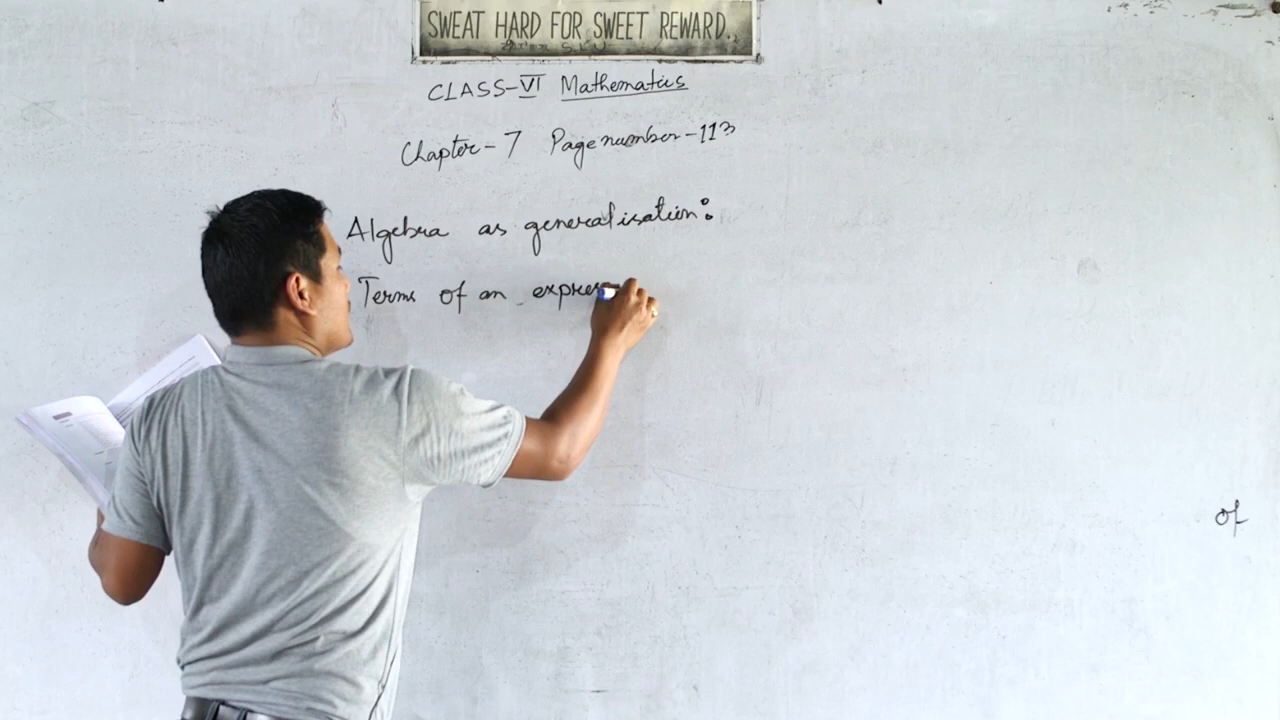 SWEAT HARD FOR SWEET REWARD..
CLASS-VI Mathematics
Chapter-7 Page number-113
Algebra as generalisation:
Terms of an expres
of